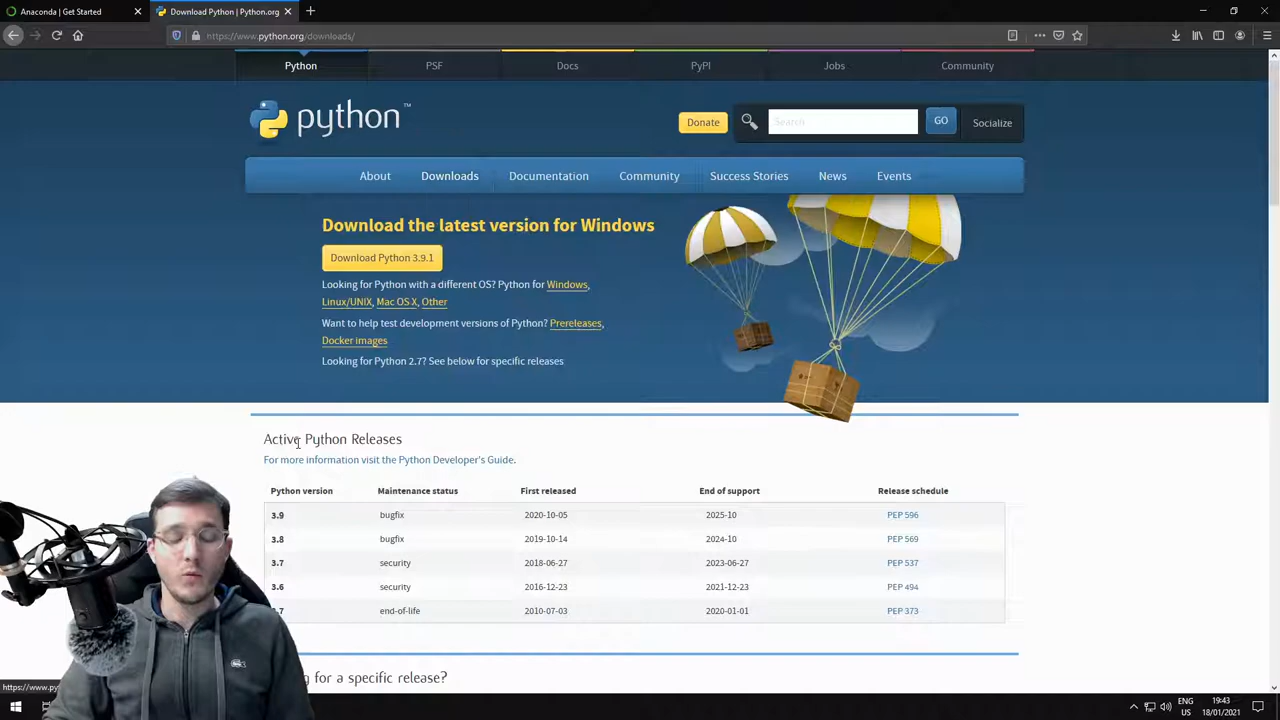 Anaconda | Get Started
Download Python | Python.org
https://www.python.org/downloads/
Python
PSF
Docs
PyPI
Jobs
Community
python™
Donate
Search
GO
Socialize
About
Downloads
Documentation
Community
Success Stories
News
Events
Download the latest version for Windows
Download Python 3.9.1
Looking for Python with a different OS? Python for Windows,
Linux/UNIX, Mac OS X, Other
Want to help test development versions of Python? Prereleases,
Docker images
Looking for Python 2.7? See below for specific releases
Active Python Releases
For more information visit the Python Developer's Guide.
Python version Maintenance status First released End of support Release schedule
3.9 bugfix 2020-10-05 2025-10 PEP 596
3.8 bugfix 2019-10-14 2024-10 PEP 569
3.7 security 2018-06-27 2023-06-27 PEP 537
3.6 security 2016-12-23 2021-12-23 PEP 494
.7 end-of-life 2010-07-03 2020-01-01 PEP 373
for a specific release?
https://www.py
ENG
US
19:43
18/01/2021